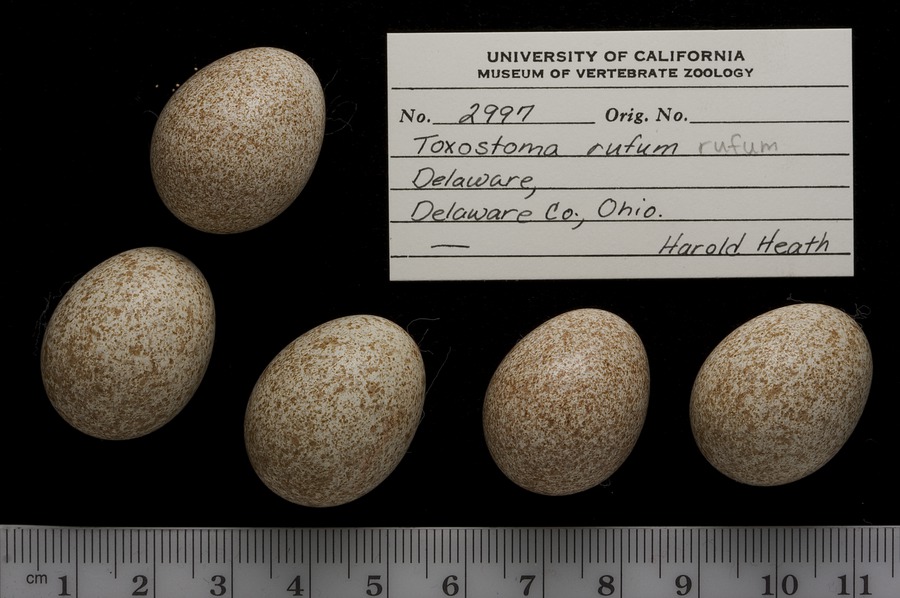 UNIVERSITY OF CALIFORNIA
MUSEUM OF VERTEBRATE ZOOLOGY
No. 2997 Orig. No.
Toxostoma rufum rufum
Delaware,
Delaware Co., Ohio.
— Harold Heath
cm 1 2 3 4 5 6 7 8 9 10 11